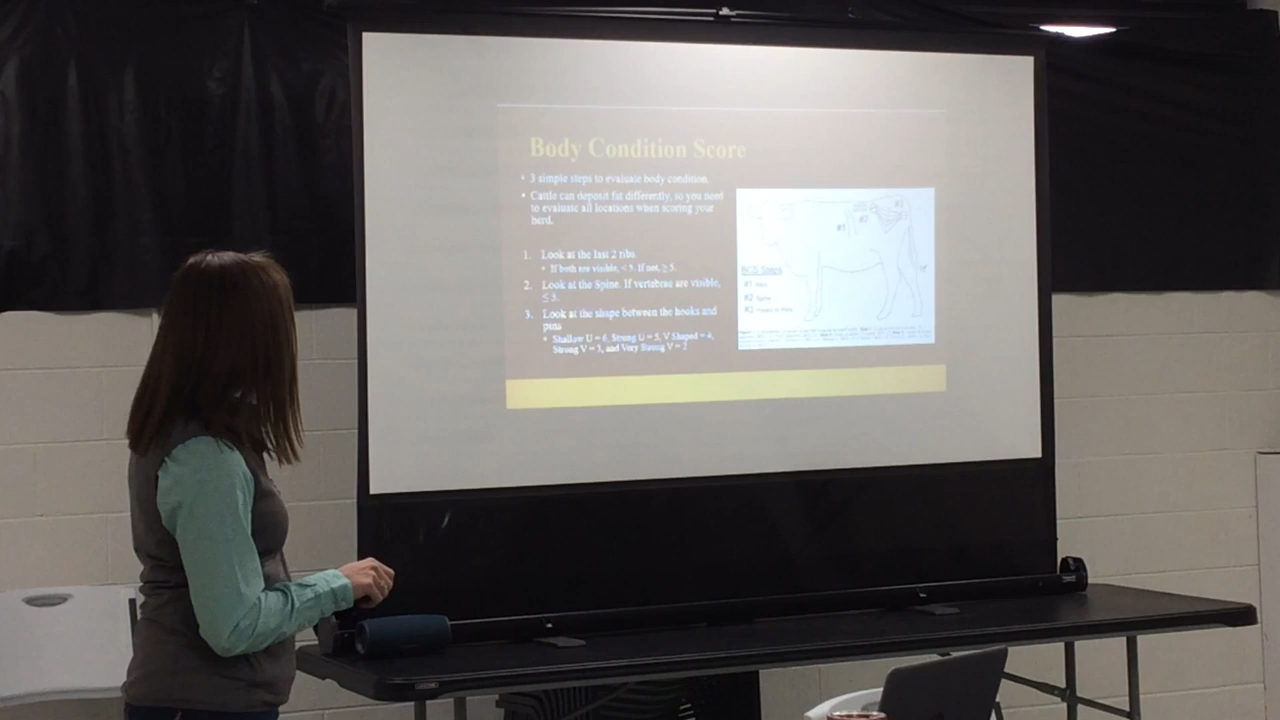 Body Condition Score
• 3 simple steps to evaluate body condition.
• Cattle can deposit fat differently, so you need
to evaluate all locations when scoring your
herd.
1. Look at the last 2 ribs.
• If both are visible, < 5. If not, ≥ 5.
2. Look at the Spine. If vertebrae are visible,
≤ 3.
3. Look at the shape between the hooks and
pins
• Shallow U = 6, Strong U = 5, V Shaped = 4,
Strong V = 3, and Very Strong V = 2
#1
#2
#3
BCS Steps
#1 Ribs
#2 Spine
#3 Hooks to Pins